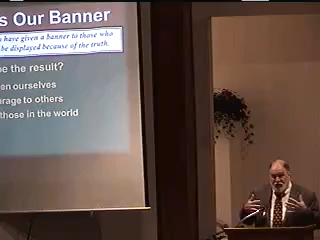 s Our Banner
have given a banner to those who
be displayed because of the truth.
be the result?
en ourselves
urage to others
those in the world